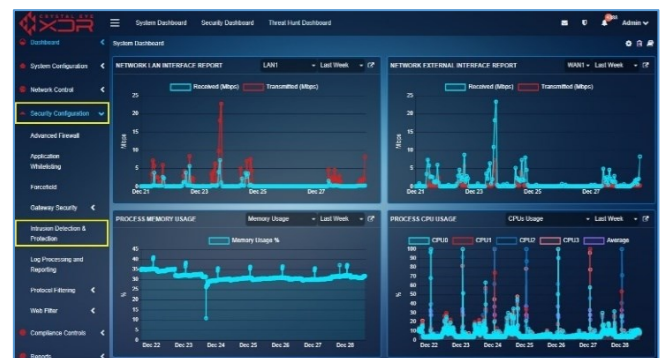 CRYSTAL EYE
XDR
System Dashboard Security Dashboard Threat Hunt Dashboard
Admin
Dashboard
System Dashboard
System Configuration
Network Control
Security Configuration
Advanced Firewall
Application
Whitelisting
Forcefield
Gateway Security
Intrusion Detection &
Protection
Log Processing and
Reporting
Protocol Filtering
Web Filter
Compliance Controls
Reports
NETWORK LAN INTERFACE REPORT LAN1 Last Week
Received (Mbps) Transmitted (Mbps)
25
20
15
10
5
0
Mbps
Dec 21 Dec 23 Dec 25 Dec 27
NETWORK EXTERNAL INTERFACE REPORT WAN1 Last Week
Received (Mbps) Transmitted (Mbps)
25
20
15
10
5
0
Mbps
Dec 21 Dec 23 Dec 25 Dec 27
PROCESS MEMORY USAGE Memory Usage Last Week
Memory Usage %
45
40
35
30
25
20
15
10
5
0
%
Dec 22 Dec 23 Dec 24 Dec 25 Dec 26 Dec 27 Dec 28
PROCESS CPU USAGE CPUs Usage Last Week
CPU0 CPU1 CPU2 CPU3 Average
100
90
80
70
60
50
40
30
20
10
0
%
Dec 22 Dec 23 Dec 24 Dec 25 Dec 26 Dec 27 Dec 28